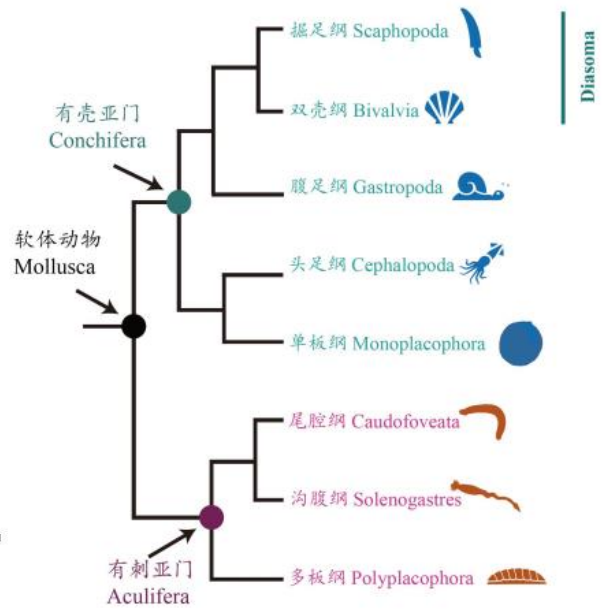 掘足纲 Scaphopoda
Diasoma
双壳纲 Bivalvia
有壳亚门
Conchifera
腹足纲 Gastropoda
软体动物
Mollusca
头足纲 Cephalopoda
单板纲 Monoplacophora
尾腔纲 Caudofoveata
沟腹纲 Solenogastres
有刺亚门
Aculifera
多板纲 Polyplacophora